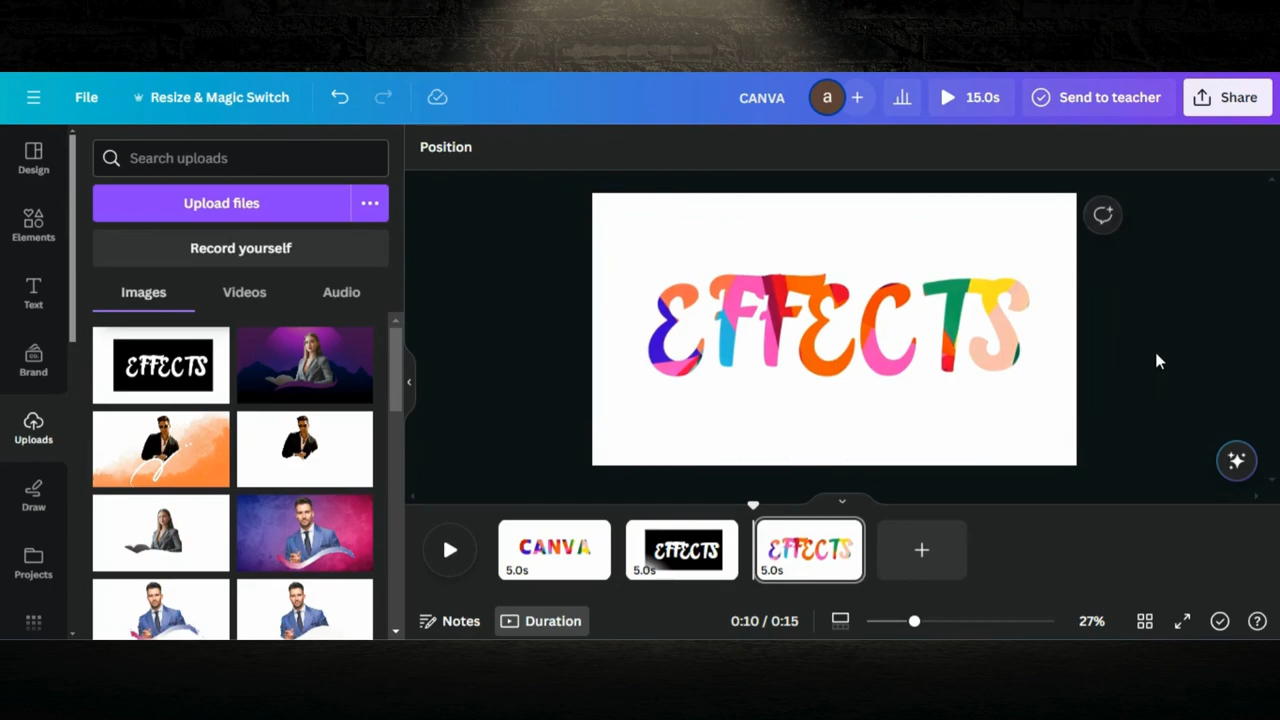 File
Resize & Magic Switch
CANVA
a
15.0s
Send to teacher
Share
Design
Elements
Text
Brand
CO.
Uploads
Draw
Projects
Search uploads
Upload files
Record yourself
Images
Videos
Audio
EFFECTS
Position
EFFECTS
CANVA
5.0s
EFFECTS
5.0s
EFFECTS
5.0s
Notes
Duration
0:10 / 0:15
27%